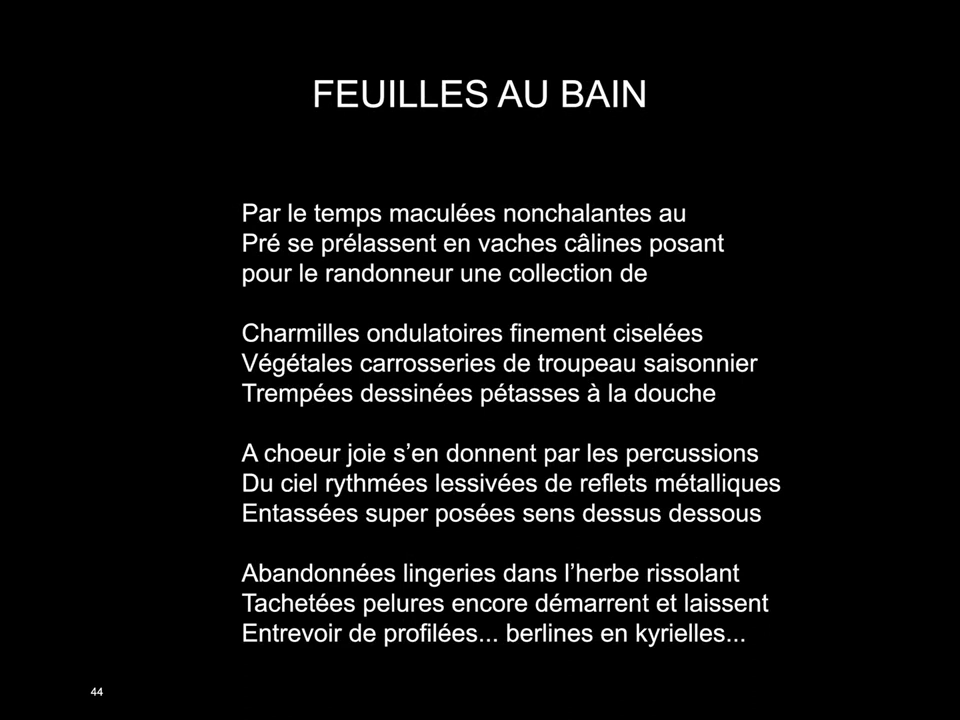 FEUILLES AU BAIN
Par le temps maculées nonchalantes au
Pré se prélassent en vaches câlines posant
pour le randonneur une collection de
Charmilles ondulatoires finement ciselées
Végétales carrosseries de troupeau saisonnier
Trempées dessinées pétasses à la douche
A choeur joie s’en donnent par les percussions
Du ciel rythmées lessivées de reflets métalliques
Entassées super posées sens dessus dessous
Abandonnées lingeries dans l’herbe rissolant
Tachetées pelures encore démarrent et laissent
Entrevoir de profilées... berlines en kyrielles...
44